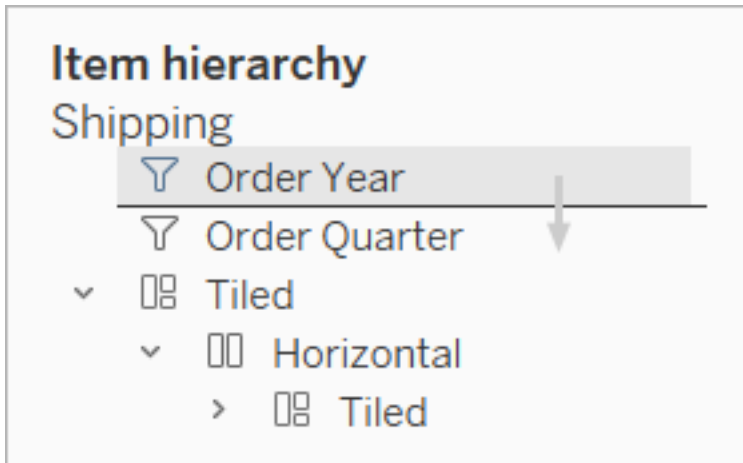 Item hierarchy
Shipping
Order Year
Order Quarter
Tiled
Horizontal
Tiled